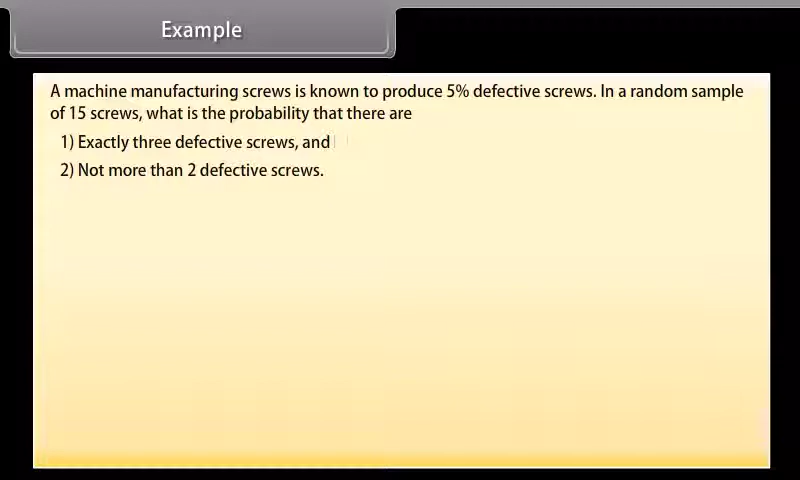 Example
A machine manufacturing screws is known to produce 5% defective screws. In a random sample
of 15 screws, what is the probability that there are
1) Exactly three defective screws, and
2) Not more than 2 defective screws.